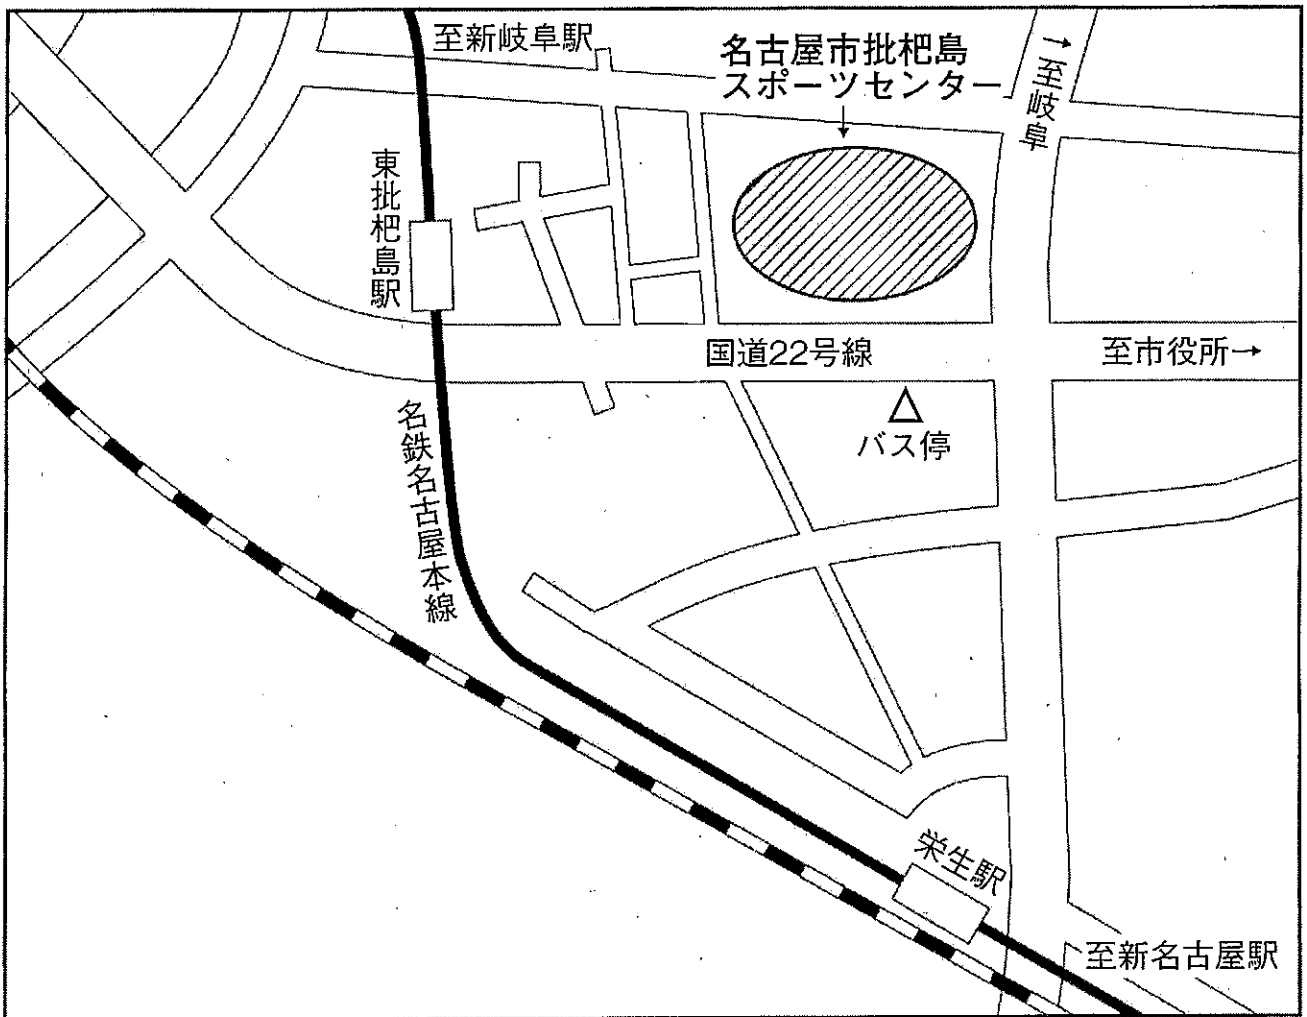 至新岐阜駅
名古屋市批杷島
スポーツセンター
→至岐阜
東批杷島駅
国道22号線
至市役所→
バス停
名鉄名古屋本線
栄生駅
至新名古屋駅